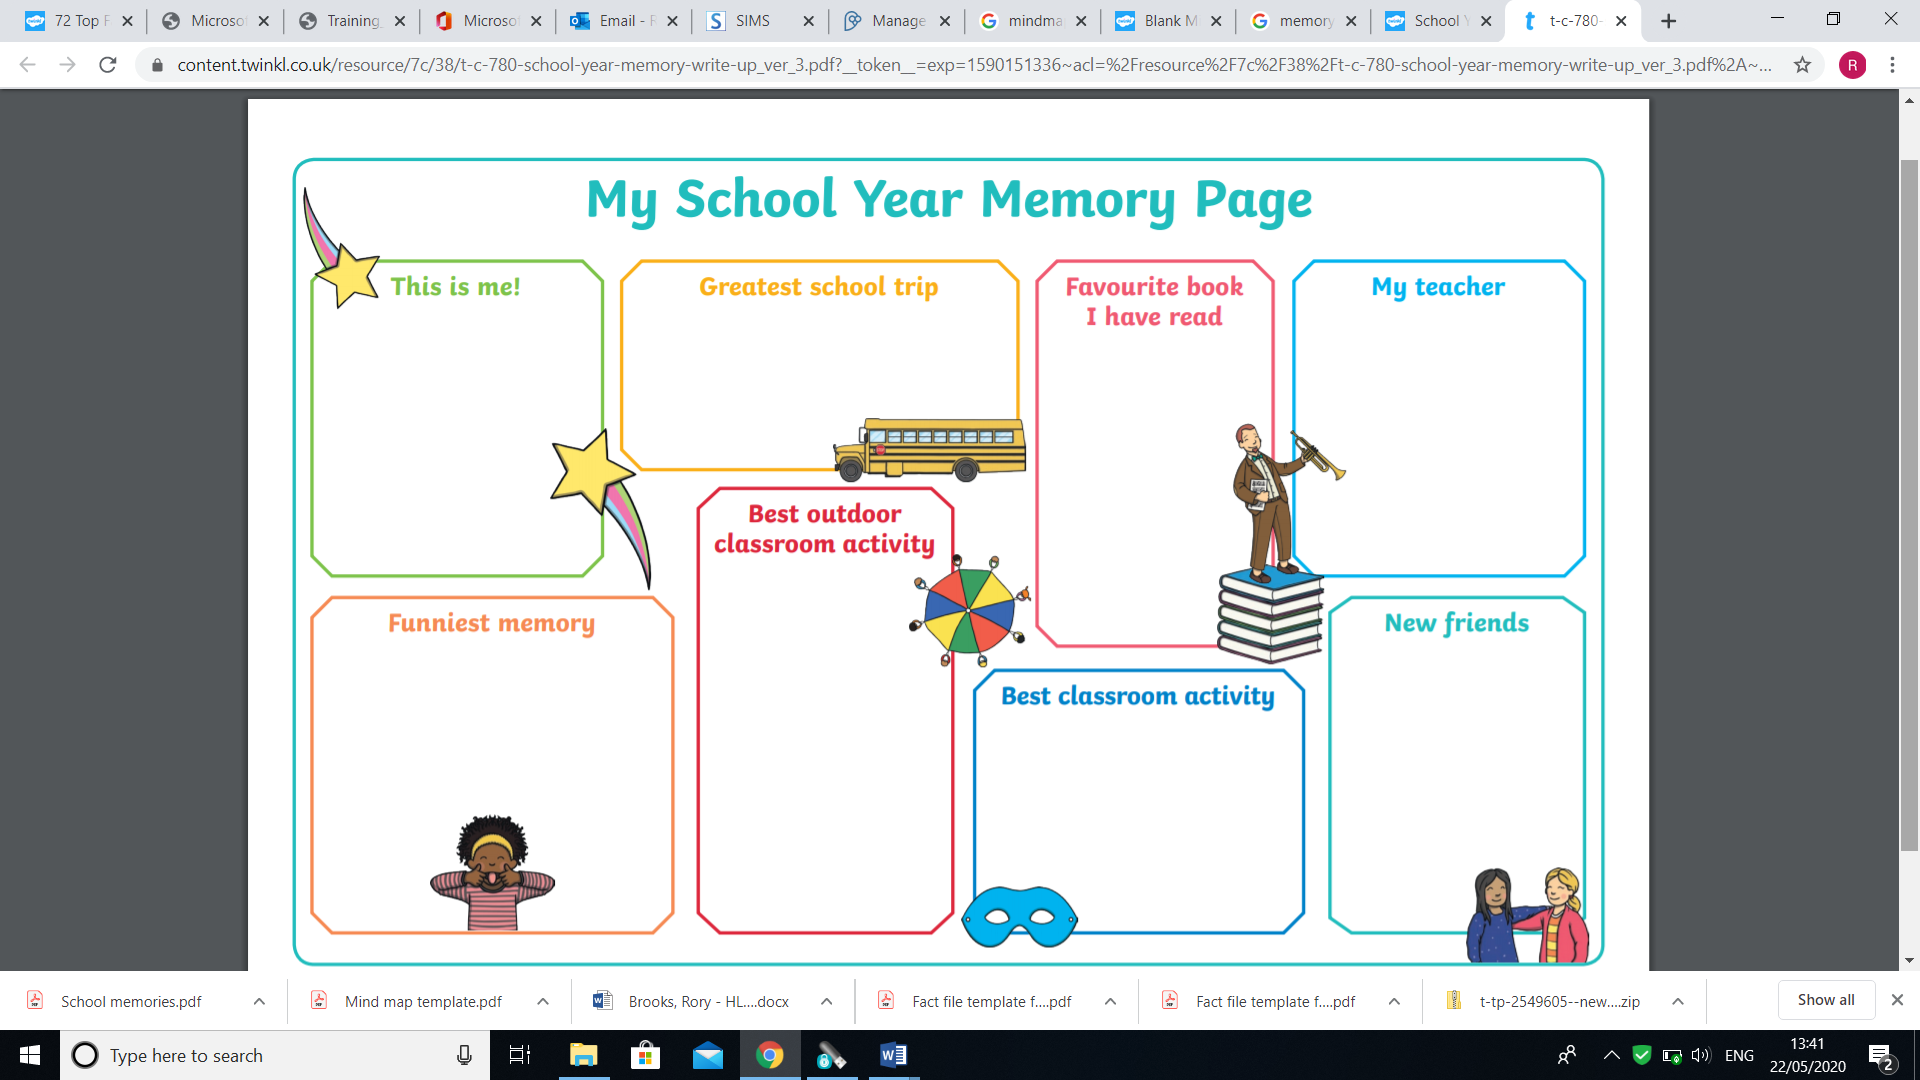 72 Top F
Microso
Training_
Microso
Email - F
SIMS
Manage
mindma
Blank M
memory
School Y
t-c-780-
content.twinkl.co.uk/resource/7c/38/t-c-780-school-year-memory-write-up_ver_3.pdf?__token__=exp=1590151336~acl=%2Fresource%2F7c%2F38%2Ft-c-780-school-year-memory-write-up_ver_3.pdf%2A~...
R
My School Year Memory Page
This is me!
Greatest school trip
Favourite book
I have read
My teacher
Best outdoor
classroom activity
Funniest memory
New friends
Best classroom activity
School memories.pdf
Mind map template.pdf
Brooks, Rory - HL....docx
Fact file template f....pdf
Fact file template f....pdf
t-tp-2549605--new....zip
Show all
Type here to search
ENG
13:41
22/05/2020
2